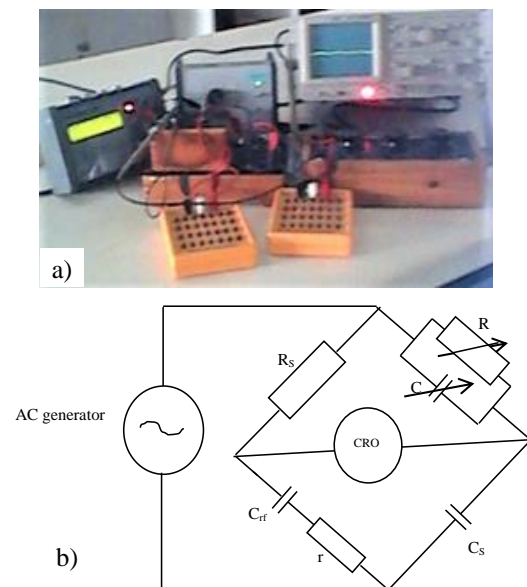 a)
R
R_S
C
AC generator
CRO
C_rf
C_S
r
b)